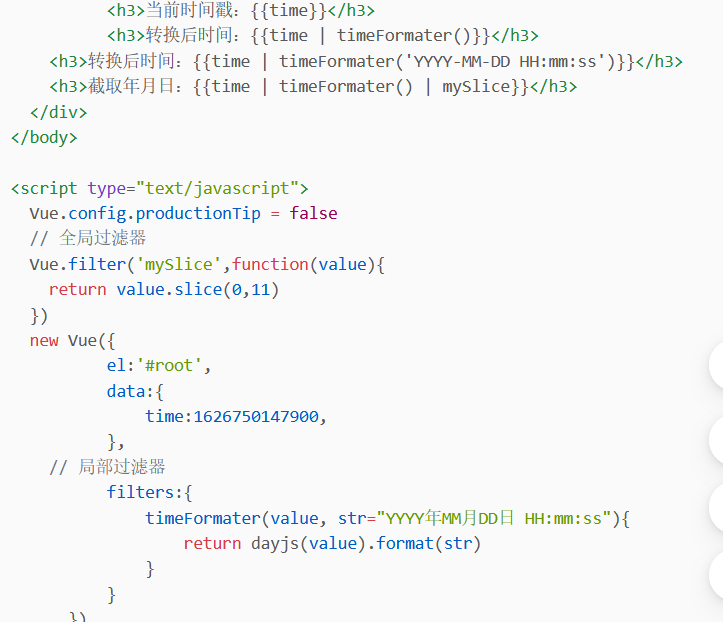 <h3>当前时间戳：{{time}}</h3>
<h3>转换后时间：{{time | timeFormater()}}</h3>
<h3>转换后时间：{{time | timeFormater('YYYY-MM-DD HH:mm:ss')}}</h3>
<h3>截取年月日：{{time | timeFormater() | mySlice}}</h3>
</div>
</body>
<script type="text/javascript">
Vue.config.productionTip = false
// 全局过滤器
Vue.filter('mySlice',function(value){
return value.slice(0,11)
})
new Vue({
el:'#root',
data:{
time:1626750147900,
},
// 局部过滤器
filters:{
timeFormater(value, str="YYYY年MM月DD日 HH:mm:ss"){
return dayjs(value).format(str)
}
}
})